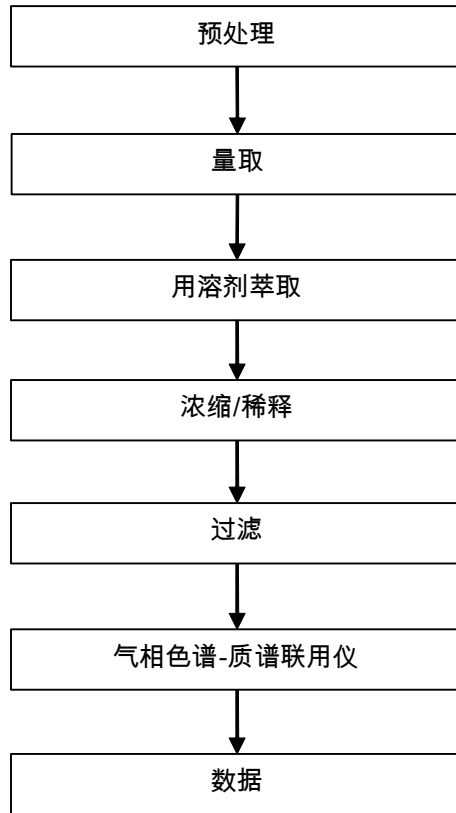 预处理
量取
用溶剂萃取
浓缩/稀释
过滤
气相色谱-质谱联用仪
数据